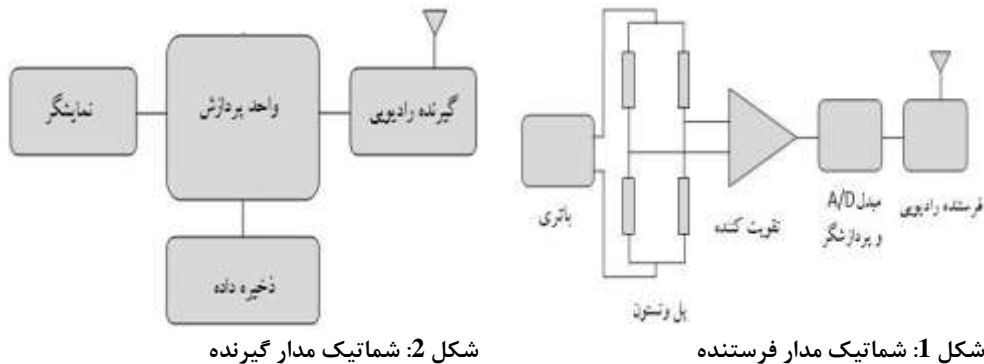 گیرنده رادیویی
واحد پردازش
نمایشگر
ذخیره داده
باتری
پل وتستون
تقویت کننده
مبدل A/D
و پردازشگر
فرستنده رادیویی
شکل 1: شماتیک مدار فرستنده
شکل 2: شماتیک مدار گیرنده